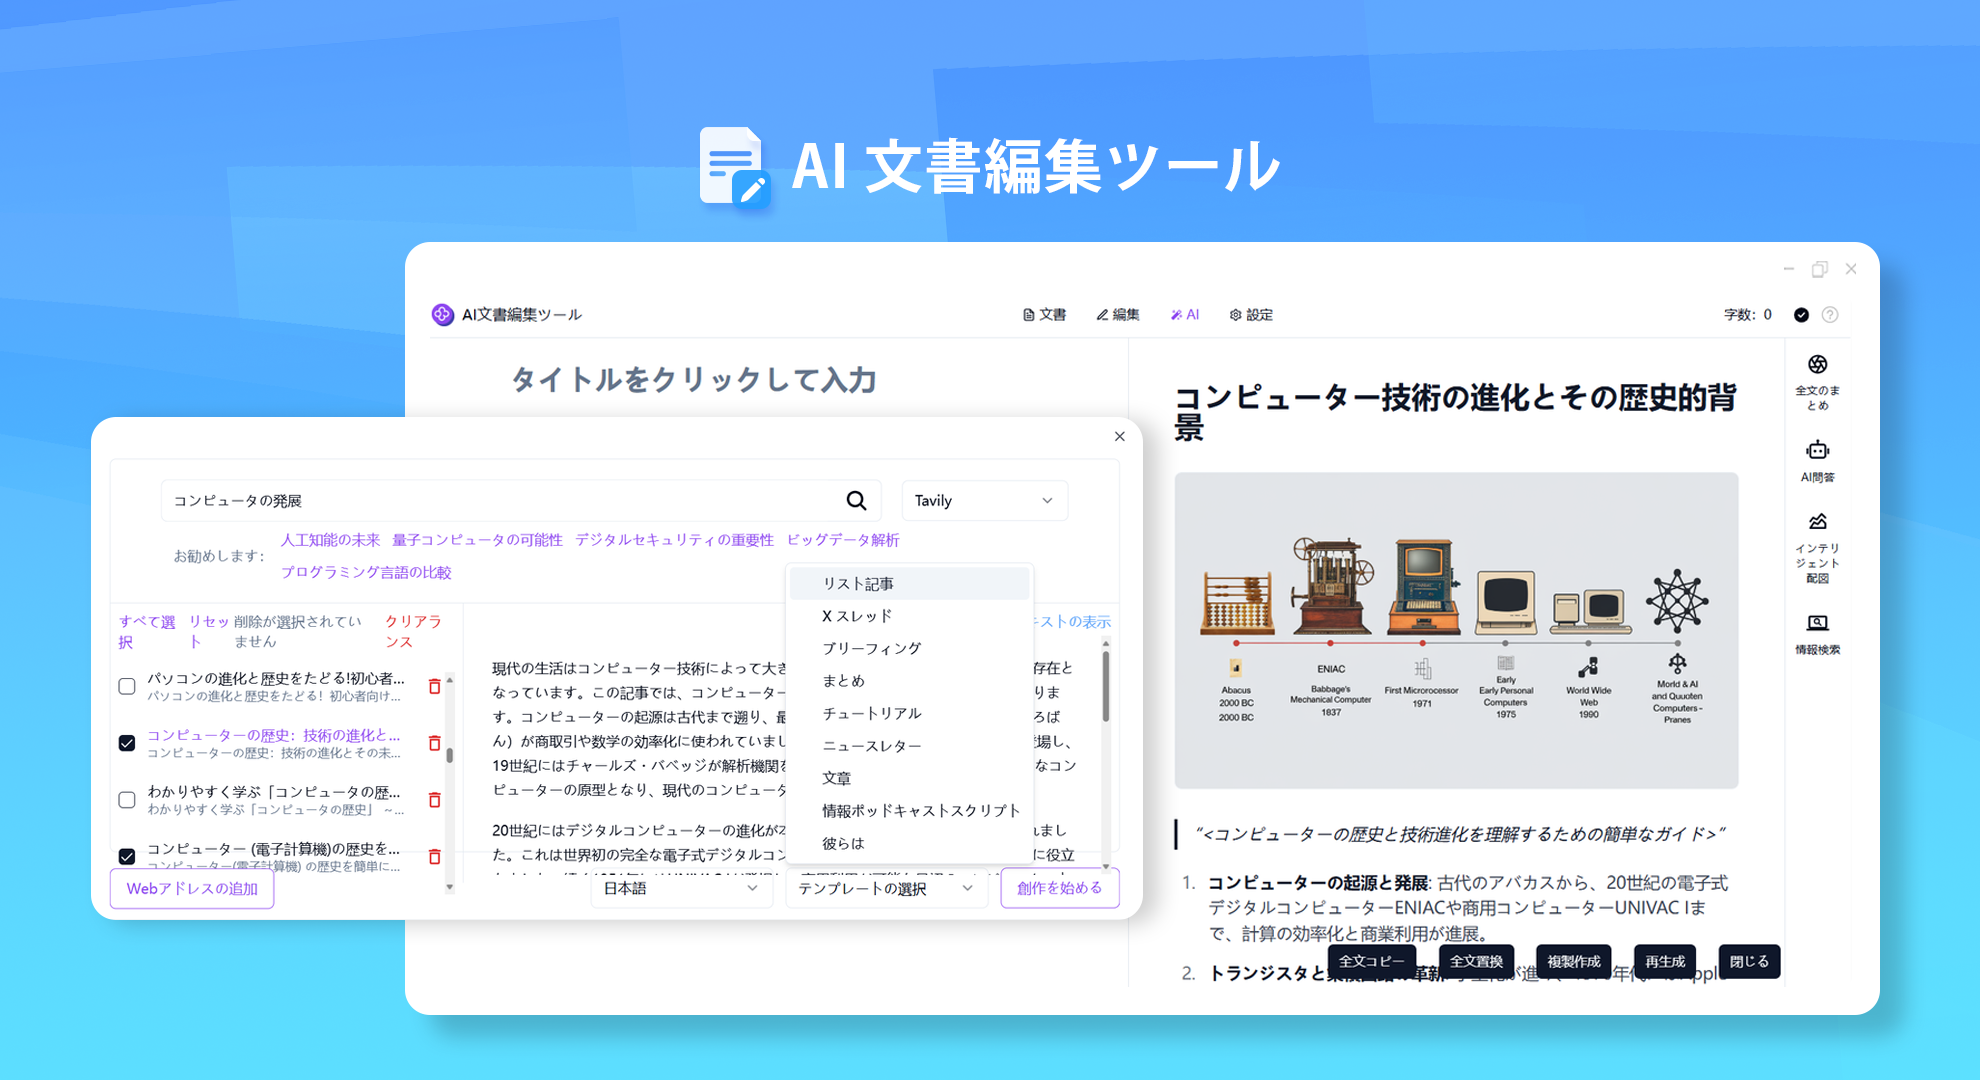 AI 文書編集ツール
AI文書編集ツール
文書
編集
AI
設定
字数: 0
タイトルをクリックして入力
コンピュータの発展
Tavily
お勧めします:
人工知能の未来 量子コンピュータの可能性 デジタルセキュリティの重要性 ビッグデータ解析
プログラミング言語の比較
すべて選
択
リセッ
ト
削除が選択されてい
ません
クリアラ
ンス
パソコンの進化と歴史をたどる!初心者...
パソコンの進化と歴史をたどる! 初心者向け...
コンピューターの歴史: 技術の進化と...
コンピューターの歴史: 技術の進化とその未...
わかりやすく学ぶ「コンピュータの歴...
わかりやすく学ぶ「コンピュータの歴史」 ~...
コンピューター (電子計算機)の歴史を...
コンピューター(電子計算機) の歴史を簡単に...
Webアドレスの追加
キストの表示
現代の生活はコンピューター技術によって大き 存在と
なっています。この記事では、コンピューター りま
す。コンピューターの起源は古代まで遡り、最 ろば
ん）が商取引や数学の効率化に使われていまし 場し、
19世紀にはチャールズ・バベッジが解析機関を なコン
ピューターの原型となり、現代のコンピュータ
20世紀にはデジタルコンピューターの進化が本 れまし
た。これは世界初の完全な電子式デジタルコン に役立
リスト記事
X スレッド
ブリーフィング
まとめ
チュートリアル
ニュースレター
文章
情報ポッドキャストスクリプト
彼らは
日本語
テンプレートの選択
創作を始める
コンピューター技術の進化とその歴史的背
景
Abacus
2000 BC
2000 BC
ENIAC
Babbage's
Mechanical Computer
1837
First Microrocessor
1971
Early
Early Personal
Computers
1975
World Wide
Web
1990
World & AI
and Quuoten
Computers-
Pranes
“<コンピューターの歴史と技術進化を理解するための簡単なガイド>”
1. コンピューターの起源と発展: 古代のアバカスから、20世紀の電子式
デジタルコンピューターENIACや商用コンピューターUNIVAC Iま
で、計算の効率化と商業利用が進展。
2. トランジスタと集積回路の革新
全文コピー
全文置換
複製作成
再生成
閉じる
全文のま
とめ
AI問答
インテリ
ジェント
配図
情報検索